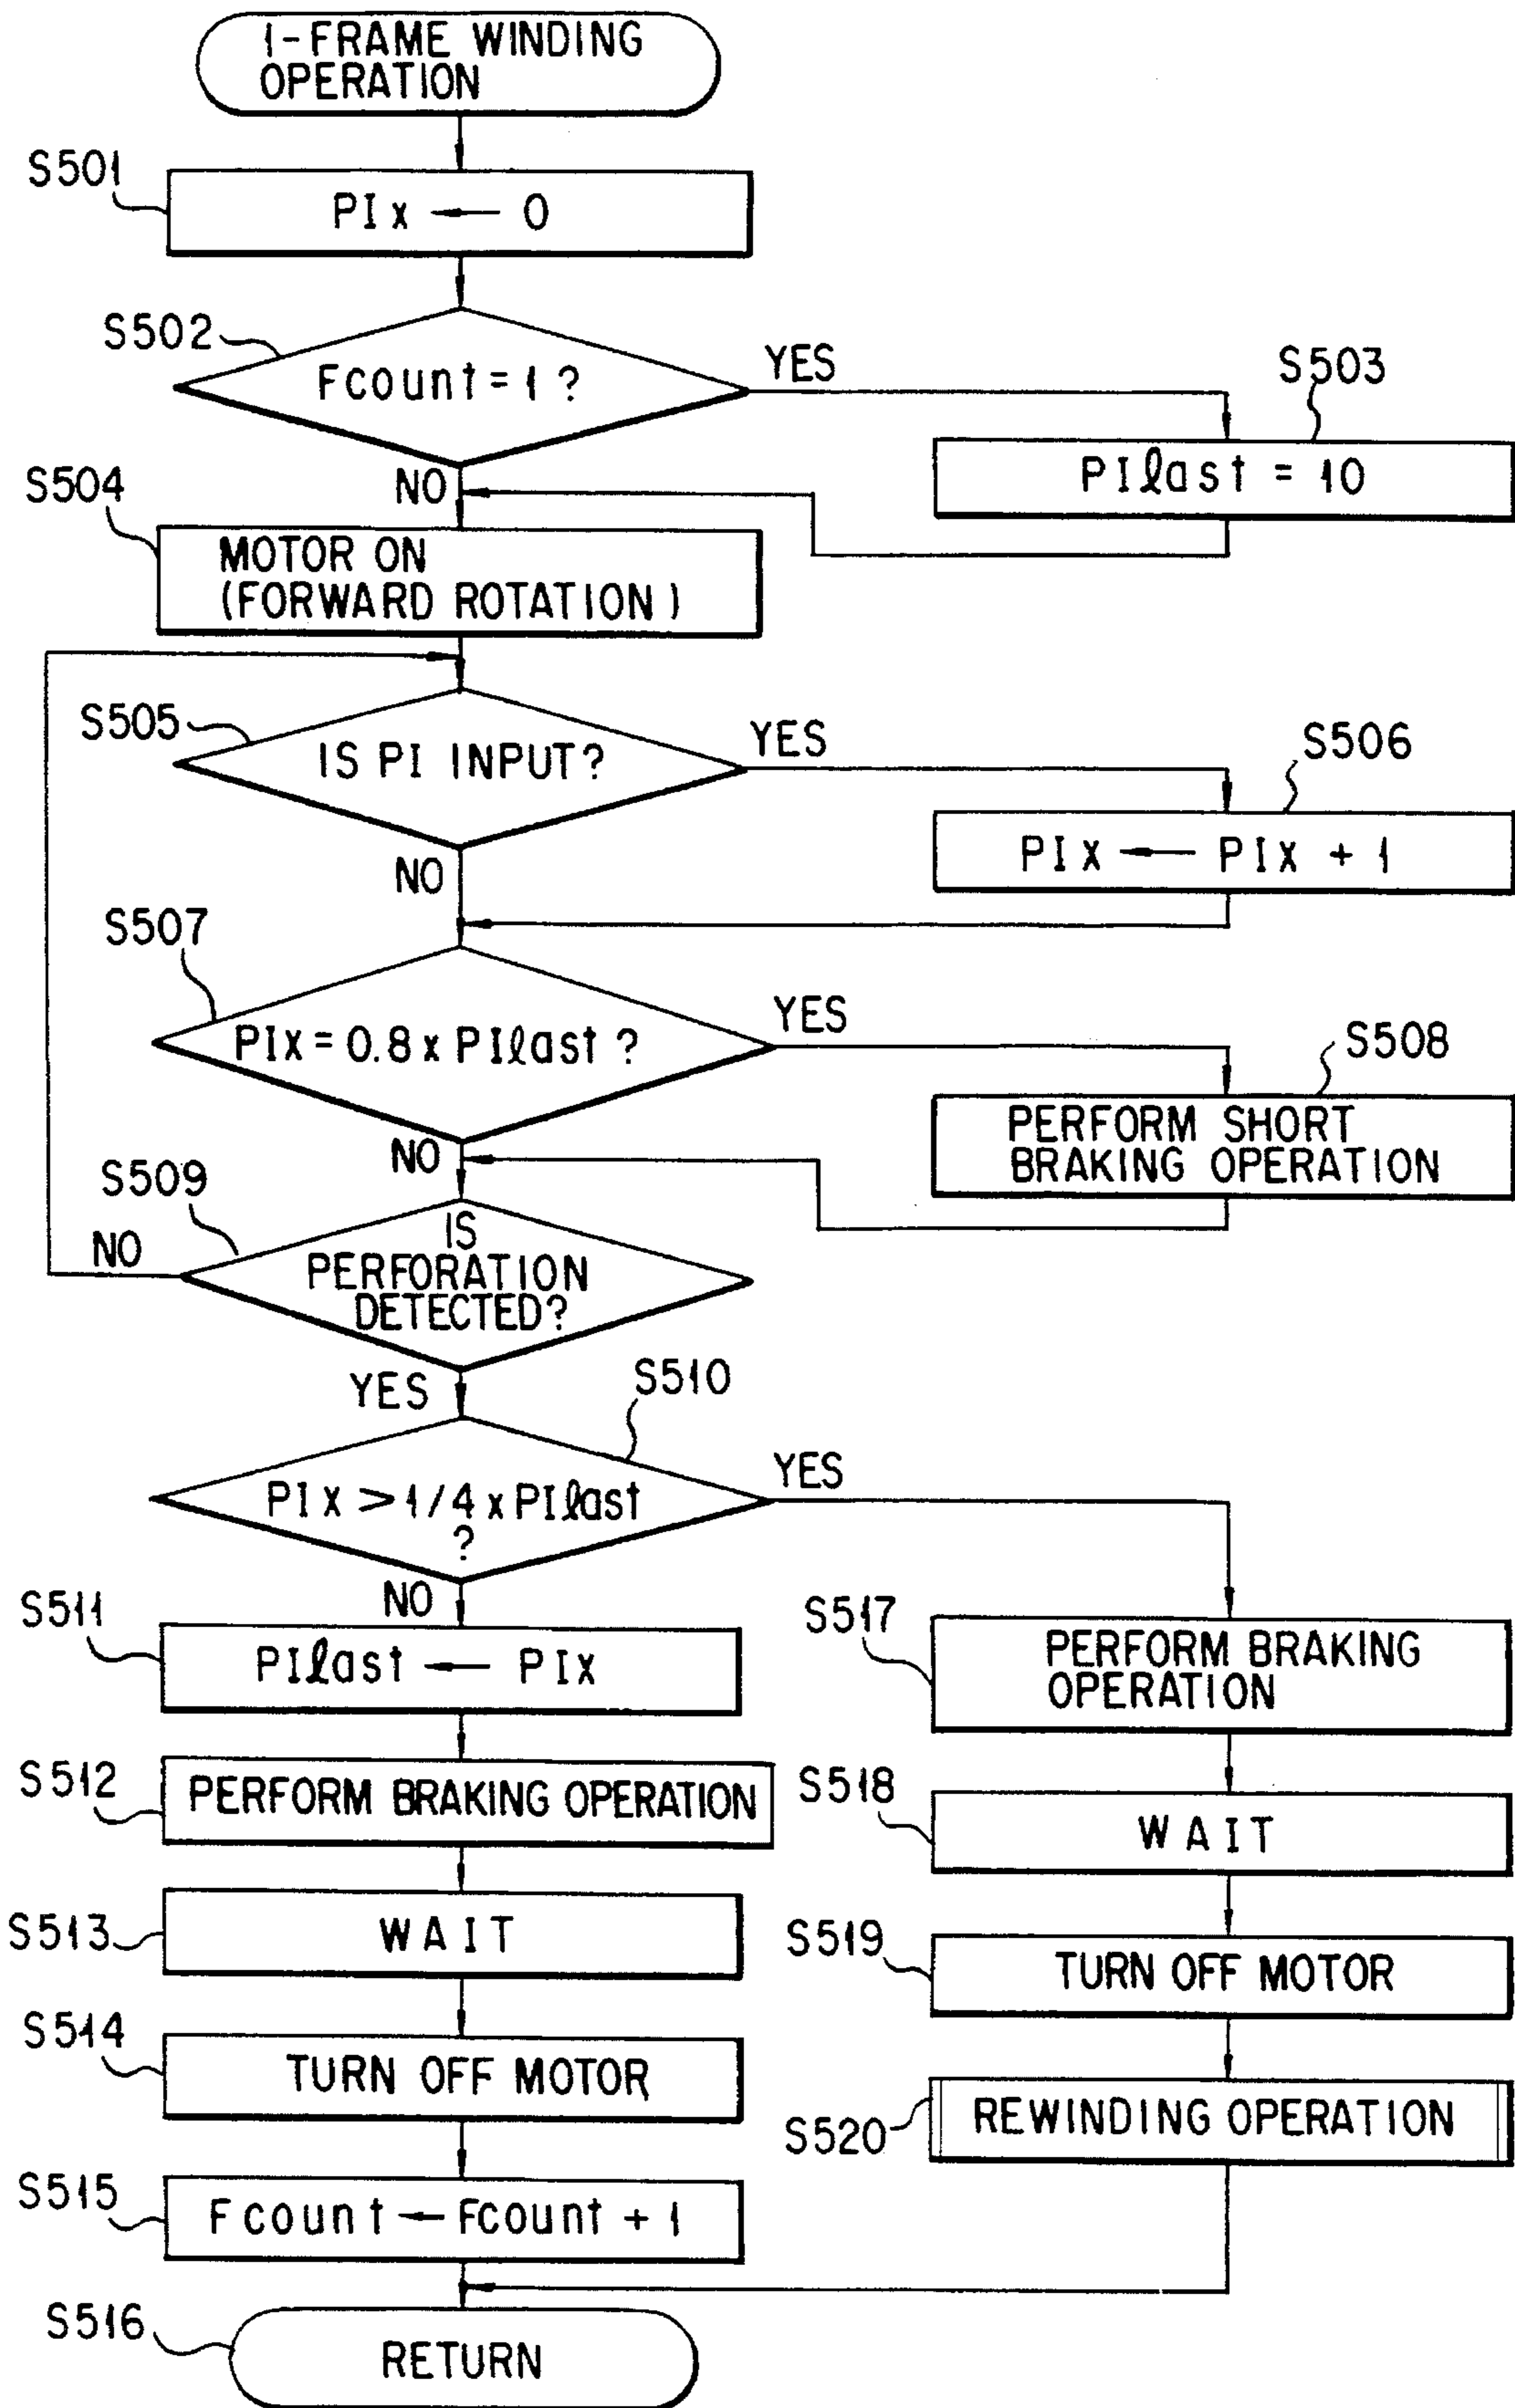 1-FRAME WINDING
OPERATION
S501
PIx ← 0
S502
Fcount = 1 ?
YES
S503
PIlast = 10
NO
S504
MOTOR ON
(FORWARD ROTATION)
S505
IS PI INPUT?
YES
S506
PIx ← PIx + 1
NO
S507
PIx = 0.8 x PIlast ?
YES
S508
PERFORM SHORT
BRAKING OPERATION
NO
S509
NO
IS
PERFORATION
DETECTED?
YES
S510
PIx > 1/4 x PIlast
?
YES
NO
S511
PIlast ← PIx
S517
PERFORM BRAKING
OPERATION
S512
PERFORM BRAKING OPERATION
S518
WAIT
S513
WAIT
S519
TURN OFF MOTOR
S514
TURN OFF MOTOR
S520
REWINDING OPERATION
S515
Fcount ← Fcount + 1
S516
RETURN